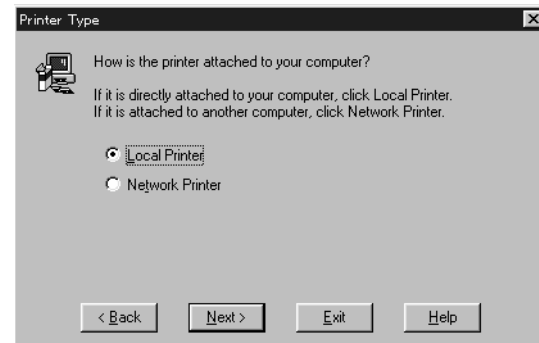 Printer Type
How is the printer attached to your computer?
If it is directly attached to your computer, click Local Printer.
If it is attached to another computer, click Network Printer.
Local Printer
Network Printer
< Back Next > Exit Help